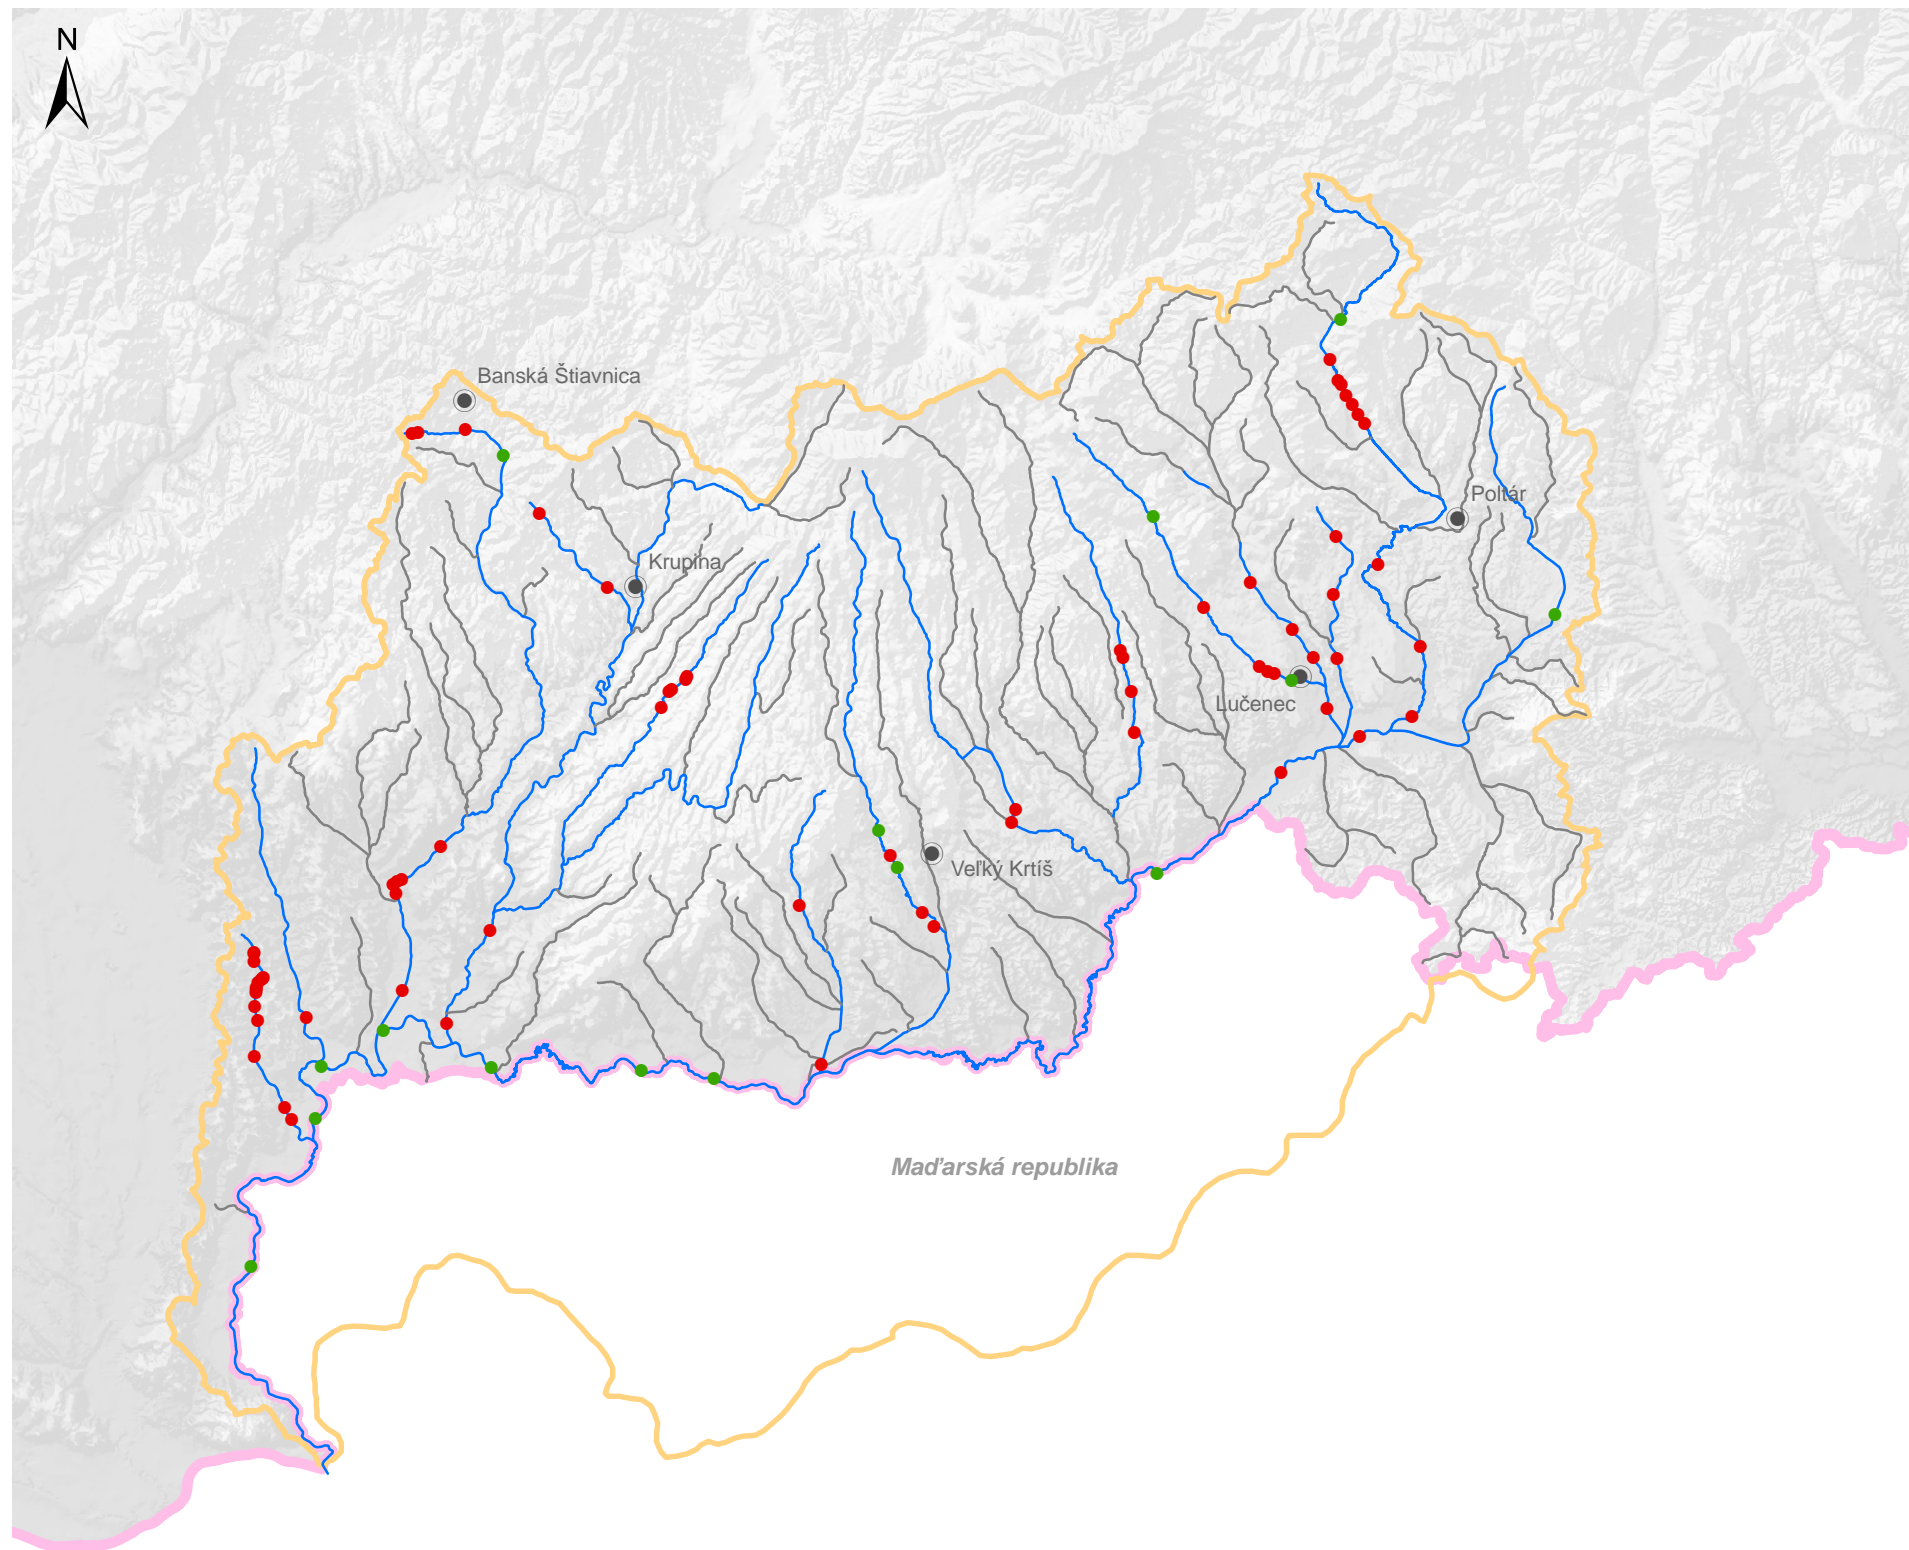 N
Banská Štiavnica
Poltár
Krupina
Lučenec
Veľký Krtíš
Maďarská republika